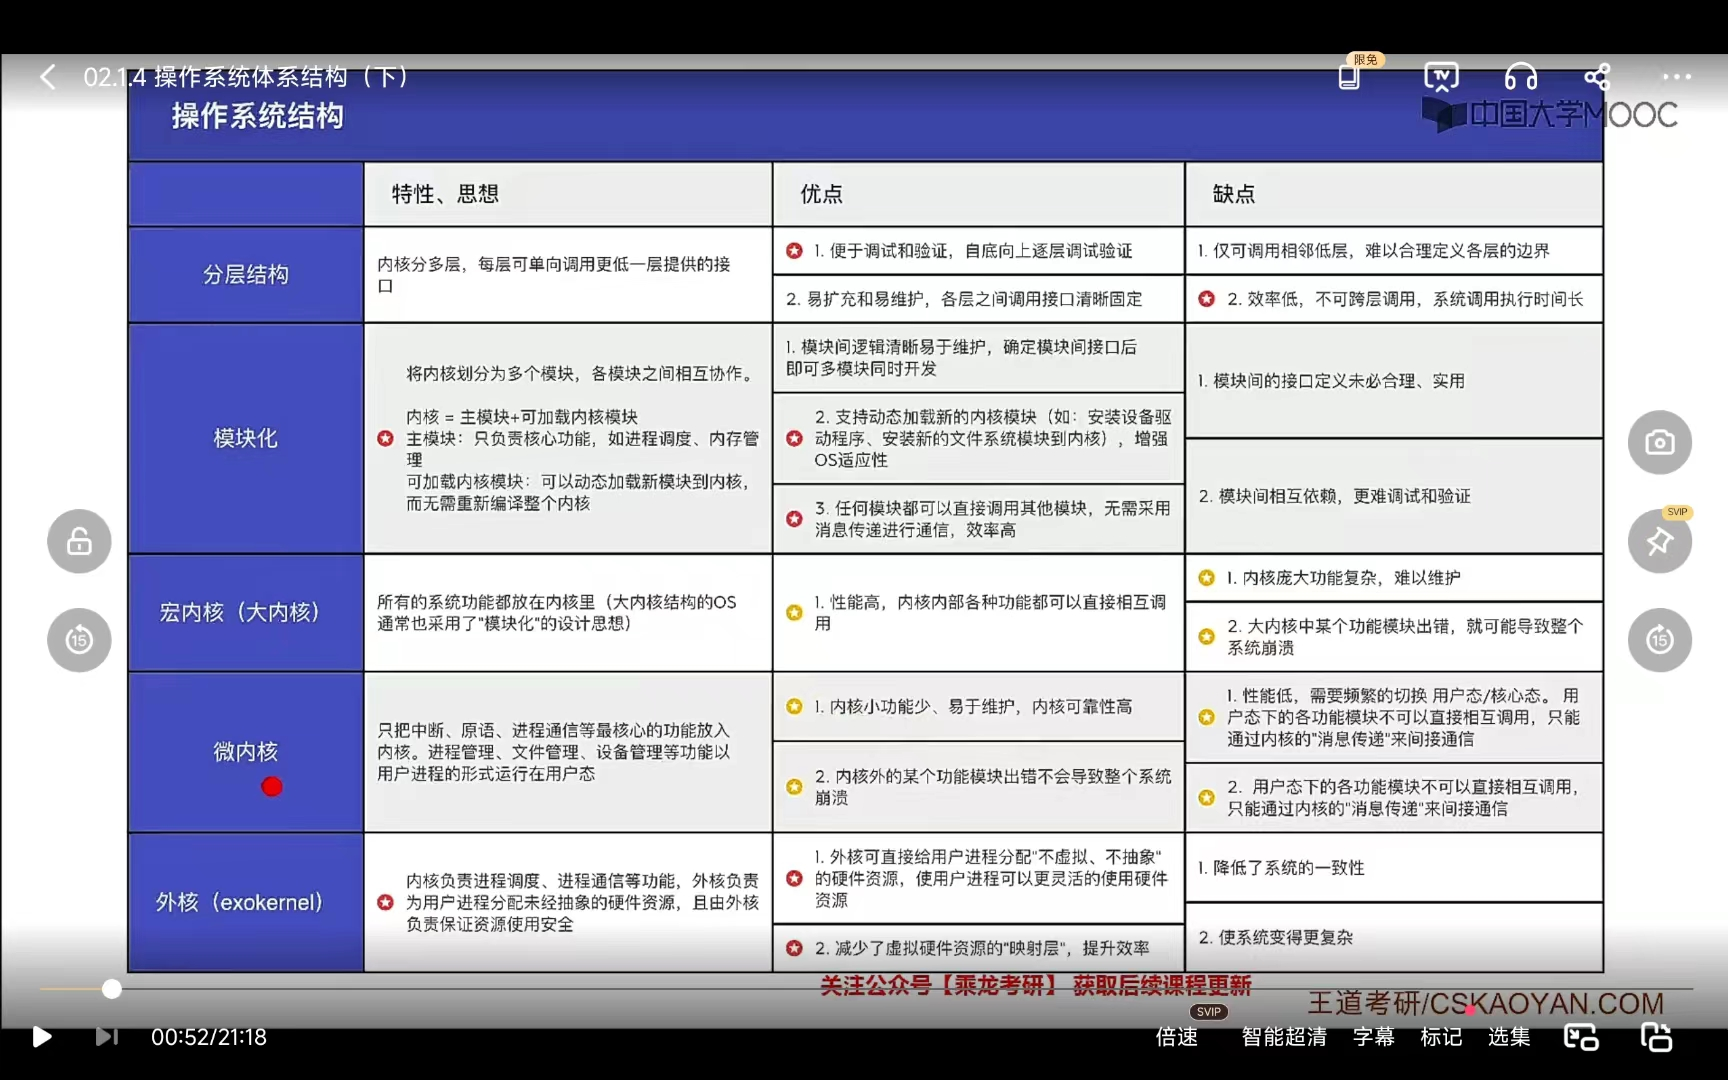 02.1.4 操作系统体系结构（下）
限免
TV
操作系统结构
中国大学MOOC
特性、思想
优点
缺点
分层结构
内核分多层，每层可单向调用更低一层提供的接
口
1. 便于调试和验证，自底向上逐层调试验证
2. 易扩充和易维护，各层之间调用接口清晰固定
1. 仅可调用相邻低层，难以合理定义各层的边界
2. 效率低，不可跨层调用，系统调用执行时间长
模块化
将内核划分为多个模块，各模块之间相互协作。
内核 = 主模块+可加载内核模块
主模块：只负责核心功能，如进程调度、内存管
理
可加载内核模块：可以动态加载新模块到内核，
而无需重新编译整个内核
1. 模块间逻辑清晰易于维护，确定模块间接口后
即可多模块同时开发
2. 支持动态加载新的内核模块（如：安装设备驱
动程序、安装新的文件系统模块到内核），增强
OS适应性
3. 任何模块都可以直接调用其他模块，无需采用
消息传递进行通信，效率高
1. 模块间的接口定义未必合理、实用
2. 模块间相互依赖，更难调试和验证
宏内核（大内核）
所有的系统功能都放在内核里（大内核结构的OS
通常也采用了"模块化"的设计思想）
1. 性能高，内核内部各种功能都可以直接相互调
用
1. 内核庞大功能复杂，难以维护
2. 大内核中某个功能模块出错，就可能导致整个
系统崩溃
微内核
只把中断、原语、进程通信等最核心的功能放入
内核。进程管理、文件管理、设备管理等功能以
用户进程的形式运行在用户态
1. 内核小功能少、易于维护，内核可靠性高
2. 内核外的某个功能模块出错不会导致整个系统
崩溃
1. 性能低，需要频繁的切换 用户态/核心态。用
户态下的各功能模块不可以直接相互调用，只能
通过内核的"消息传递"来间接通信
2. 用户态下的各功能模块不可以直接相互调用，
只能通过内核的"消息传递"来间接通信
外核（exokernel）
内核负责进程调度、进程通信等功能，外核负责
为用户进程分配未经抽象的硬件资源，且由外核
负责保证资源使用安全
1. 外核可直接给用户进程分配"不虚拟、不抽象"
的硬件资源，使用户进程可以更灵活的使用硬件
资源
2. 减少了虚拟硬件资源的"映射层"，提升效率
1. 降低了系统的一致性
2. 使系统变得更复杂
15
SVIP
15
关注公众号【乘龙考研】 获取后续课程更新
王道考研/CSKAOYAN.COM
00:52/21:18
倍速
SVIP
智能超清
字幕
标记
选集